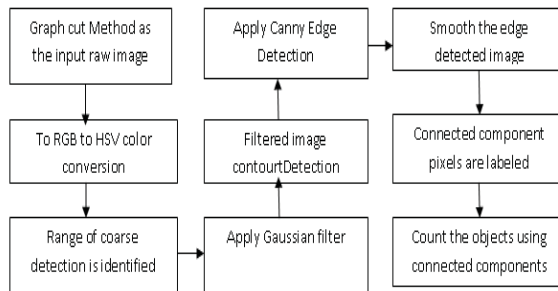 Graph cut Method as
the input raw image
To RGB to HSV color
conversion
Range of coarse
detection is identified
Apply Gaussian filter
Filtered image
contourtDetection
Apply Canny Edge
Detection
Smooth the edge
detected image
Connected component
pixels are labeled
Count the objects using
connected components